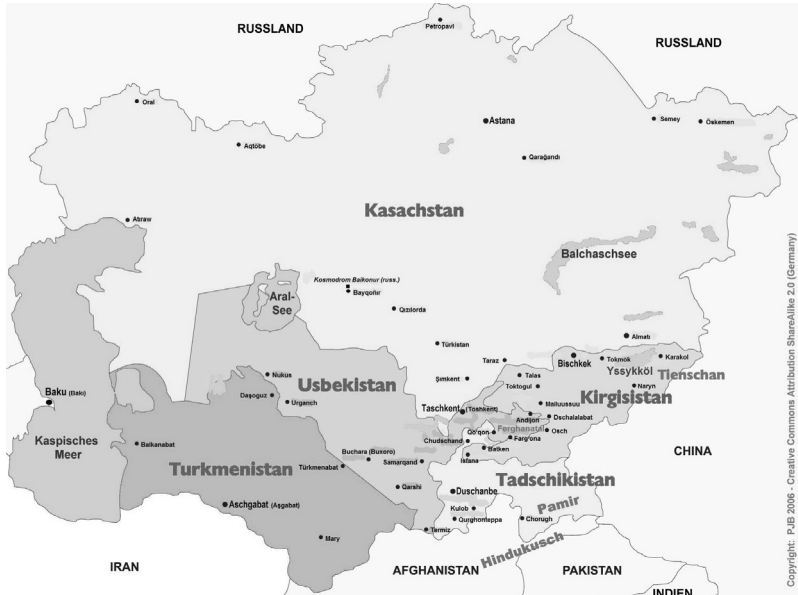 RUSSLAND
Petropavl
RUSSLAND
Oral
Astana
Semey
Öskemen
Aqtöbe
Qarağandı
Kasachstan
Atıraw
Balchaschsee
Kosmodrom Baikonur (russ.)
Bayqoñır
Aral-
See
Qızılorda
Almatı
Türkistan
Bischkek
Taraz
Tokmok
Karakol
Yssykköl
Tienschan
Nukus
Usbekistan
Şımkent
Talas
Toktogul
Naryn
Kirgisistan
Baku (Bakı)
Daşoguz
Urganch
Mailuussuu
Taschkent (Toshkent)
Andijon
Dschalalabat
Ferghanatal
Qo'qon
Osch
Farg'ona
Kaspisches
Meer
Balkanabat
Chudschand
Batken
Isfana
CHINA
Buchara (Buxoro)
Samarqand
Turkmenistan
Türkmenabat
Tadschikistan
Qarshi
Duschanbe
Aschgabat (Aşgabat)
Pamir
Kulob
Qurghonteppa
Chorugh
Termiz
Mary
Hindukusch
IRAN
AFGHANISTAN
PAKISTAN
INDIEN
Copyright: PJB 2006 - Creative Commons Attribution ShareAlike 2.0 (Germany)